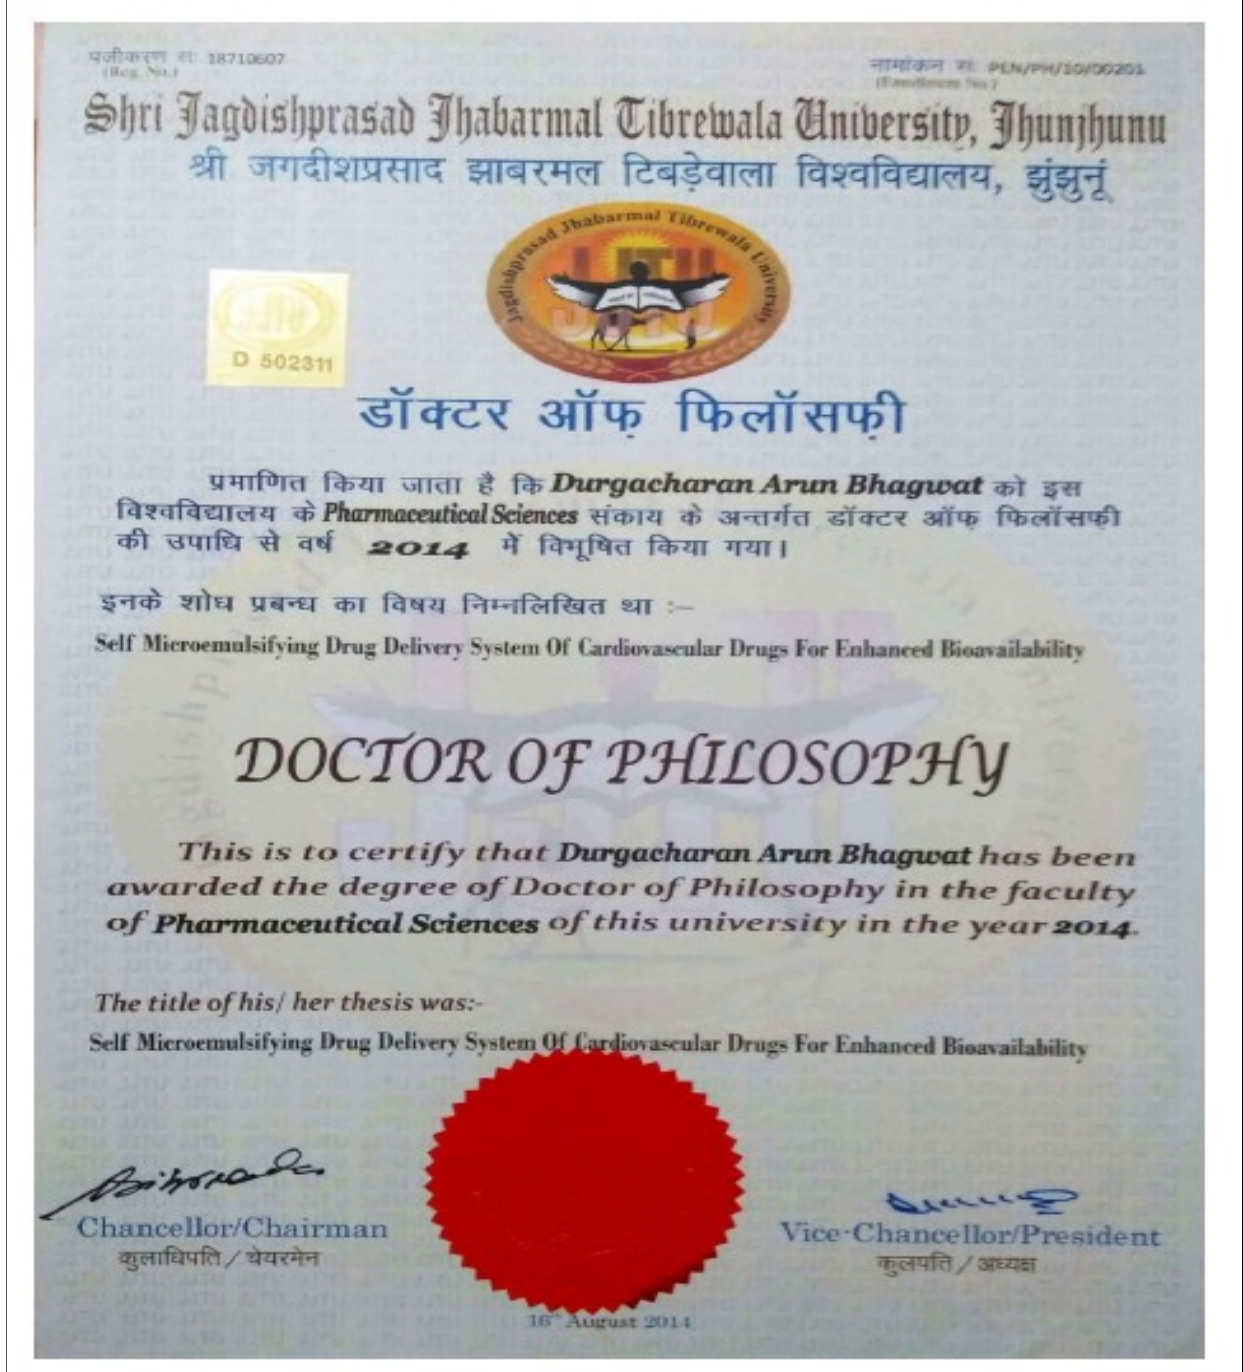 पंजीकरण सं. 18710607
(Reg. No.)
नामांकन सं. PEN/PH/10/00201
(Enrollment No.)
Shri Jagdishprasad Jhabarmal Tibrewala University, Jhunjhunu
श्री जगदीशप्रसाद झाबरमल टिबड़ेवाला विश्वविद्यालय, झुंझुनूं
Jagdishprasad Jhabarmal Tibrewala University
JJTU
D 502311
डॉक्टर ऑफ़ फिलॉसफ़ी
प्रमाणित किया जाता है कि Durgacharan Arun Bhagwat को इस
विश्वविद्यालय के Pharmaceutical Sciences संकाय के अन्तर्गत डॉक्टर ऑफ़ फिलॉसफ़ी
की उपाधि से वर्ष 2014 में विभूषित किया गया।
इनके शोध प्रबन्ध का विषय निम्नलिखित था :–
Self Microemulsifying Drug Delivery System Of Cardiovascular Drugs For Enhanced Bioavailability
DOCTOR OF PHILOSOPHY
This is to certify that Durgacharan Arun Bhagwat has been
awarded the degree of Doctor of Philosophy in the faculty
of Pharmaceutical Sciences of this university in the year 2014.
The title of his/ her thesis was:-
Self Microemulsifying Drug Delivery System Of Cardiovascular Drugs For Enhanced Bioavailability
Chancellor/Chairman
कुलाधिपति / चेयरमेन
Vice-Chancellor/President
कुलपति / अध्यक्ष
16th August 2014